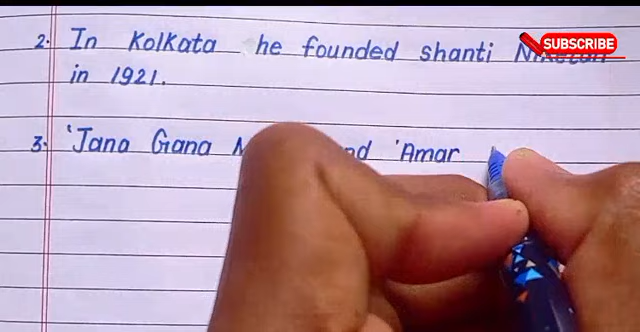 2. In Kolkata he founded shanti
SUBSCRIBE
in 1921.
3. 'Jana Gana 'Amar